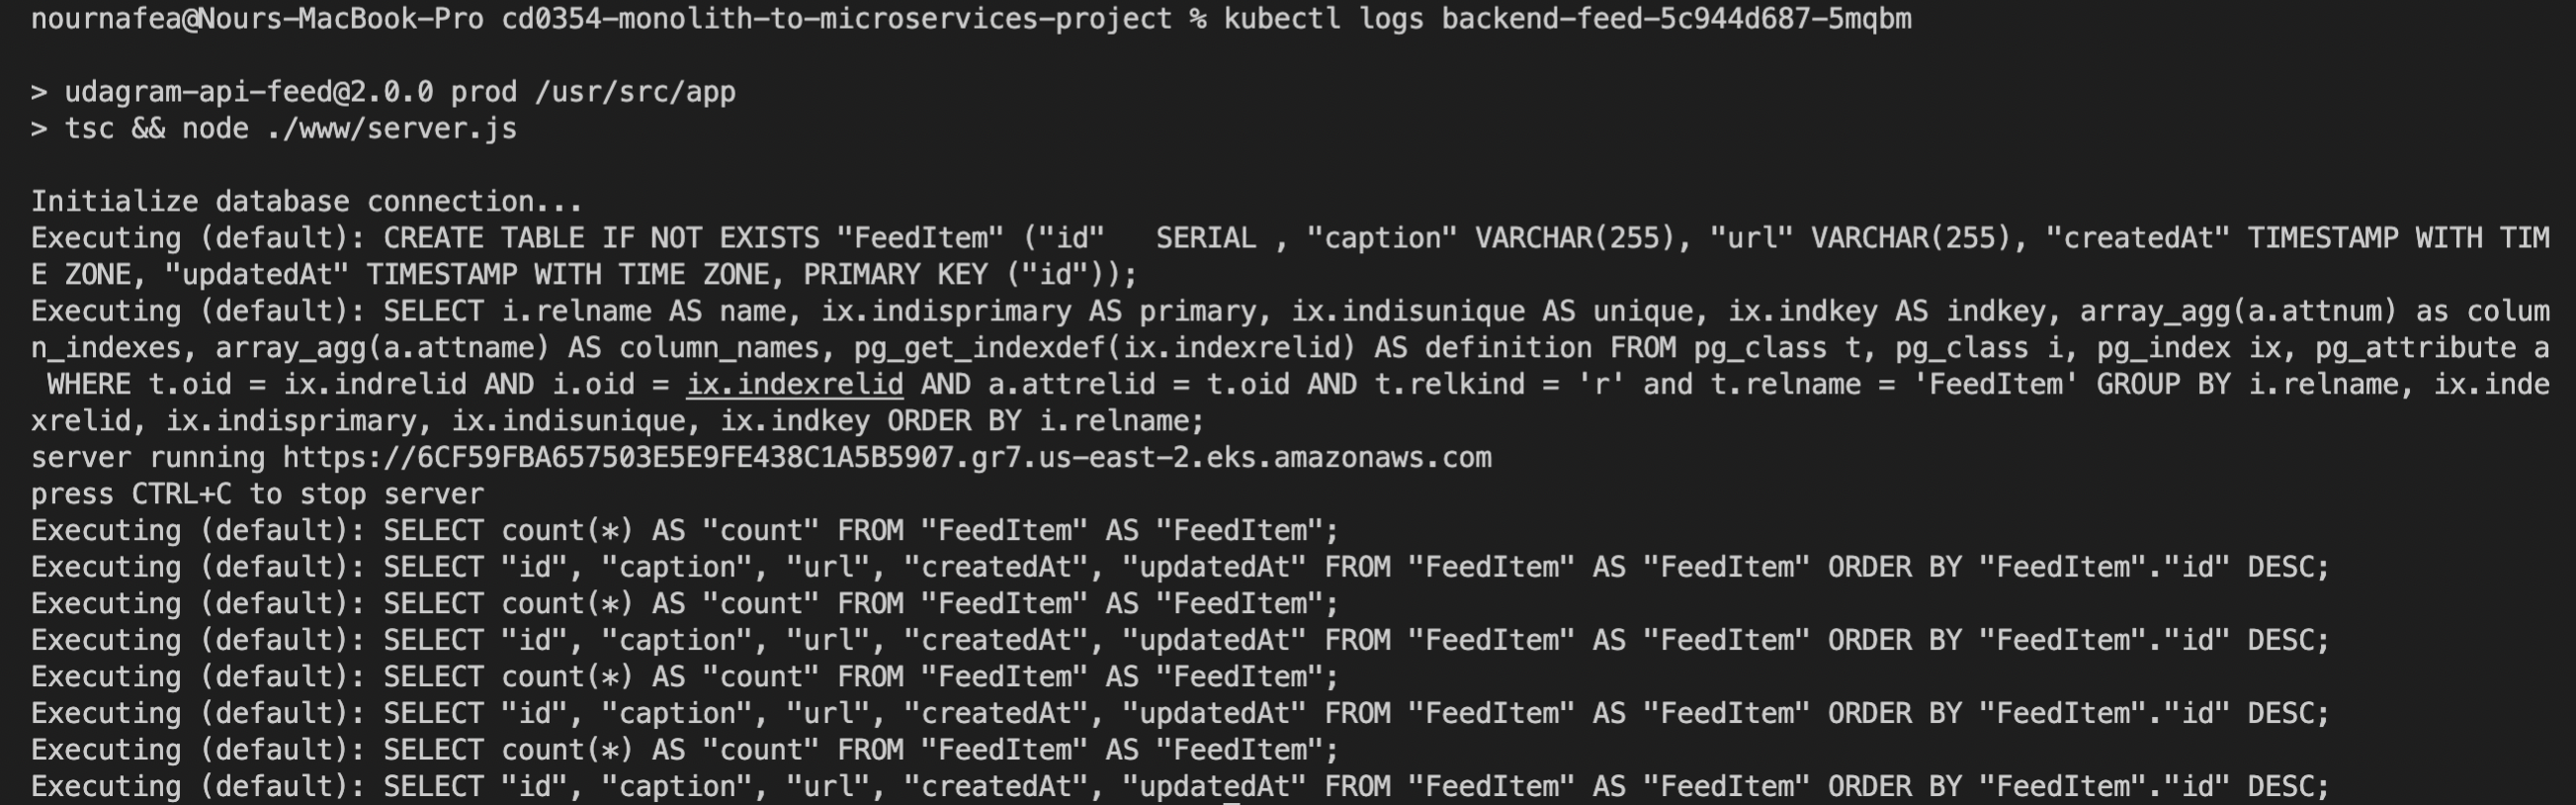 nournafea@Nours-MacBook-Pro cd0354-monolith-to-microservices-project % kubectl logs backend-feed-5c944d687-5mqbm
> udagram-api-feed@2.0.0 prod /usr/src/app
> tsc && node ./www/server.js
Initialize database connection...
Executing (default): CREATE TABLE IF NOT EXISTS "FeedItem" ("id"   SERIAL , "caption" VARCHAR(255), "url" VARCHAR(255), "createdAt" TIMESTAMP WITH TIM
E ZONE, "updatedAt" TIMESTAMP WITH TIME ZONE, PRIMARY KEY ("id"));
Executing (default): SELECT i.relname AS name, ix.indisprimary AS primary, ix.indisunique AS unique, ix.indkey AS indkey, array_agg(a.attnum) as colum
n_indexes, array_agg(a.attname) AS column_names, pg_get_indexdef(ix.indexrelid) AS definition FROM pg_class t, pg_class i, pg_index ix, pg_attribute a
 WHERE t.oid = ix.indrelid AND i.oid = ix.indexrelid AND a.attrelid = t.oid AND t.relkind = 'r' and t.relname = 'FeedItem' GROUP BY i.relname, ix.inde
xrelid, ix.indisprimary, ix.indisunique, ix.indkey ORDER BY i.relname;
server running https://6CF59FBA657503E5E9FE438C1A5B5907.gr7.us-east-2.eks.amazonaws.com
press CTRL+C to stop server
Executing (default): SELECT count(*) AS "count" FROM "FeedItem" AS "FeedItem";
Executing (default): SELECT "id", "caption", "url", "createdAt", "updatedAt" FROM "FeedItem" AS "FeedItem" ORDER BY "FeedItem"."id" DESC;
Executing (default): SELECT count(*) AS "count" FROM "FeedItem" AS "FeedItem";
Executing (default): SELECT "id", "caption", "url", "createdAt", "updatedAt" FROM "FeedItem" AS "FeedItem" ORDER BY "FeedItem"."id" DESC;
Executing (default): SELECT count(*) AS "count" FROM "FeedItem" AS "FeedItem";
Executing (default): SELECT "id", "caption", "url", "createdAt", "updatedAt" FROM "FeedItem" AS "FeedItem" ORDER BY "FeedItem"."id" DESC;
Executing (default): SELECT count(*) AS "count" FROM "FeedItem" AS "FeedItem";
Executing (default): SELECT "id", "caption", "url", "createdAt", "updatedAt" FROM "FeedItem" AS "FeedItem" ORDER BY "FeedItem"."id" DESC;